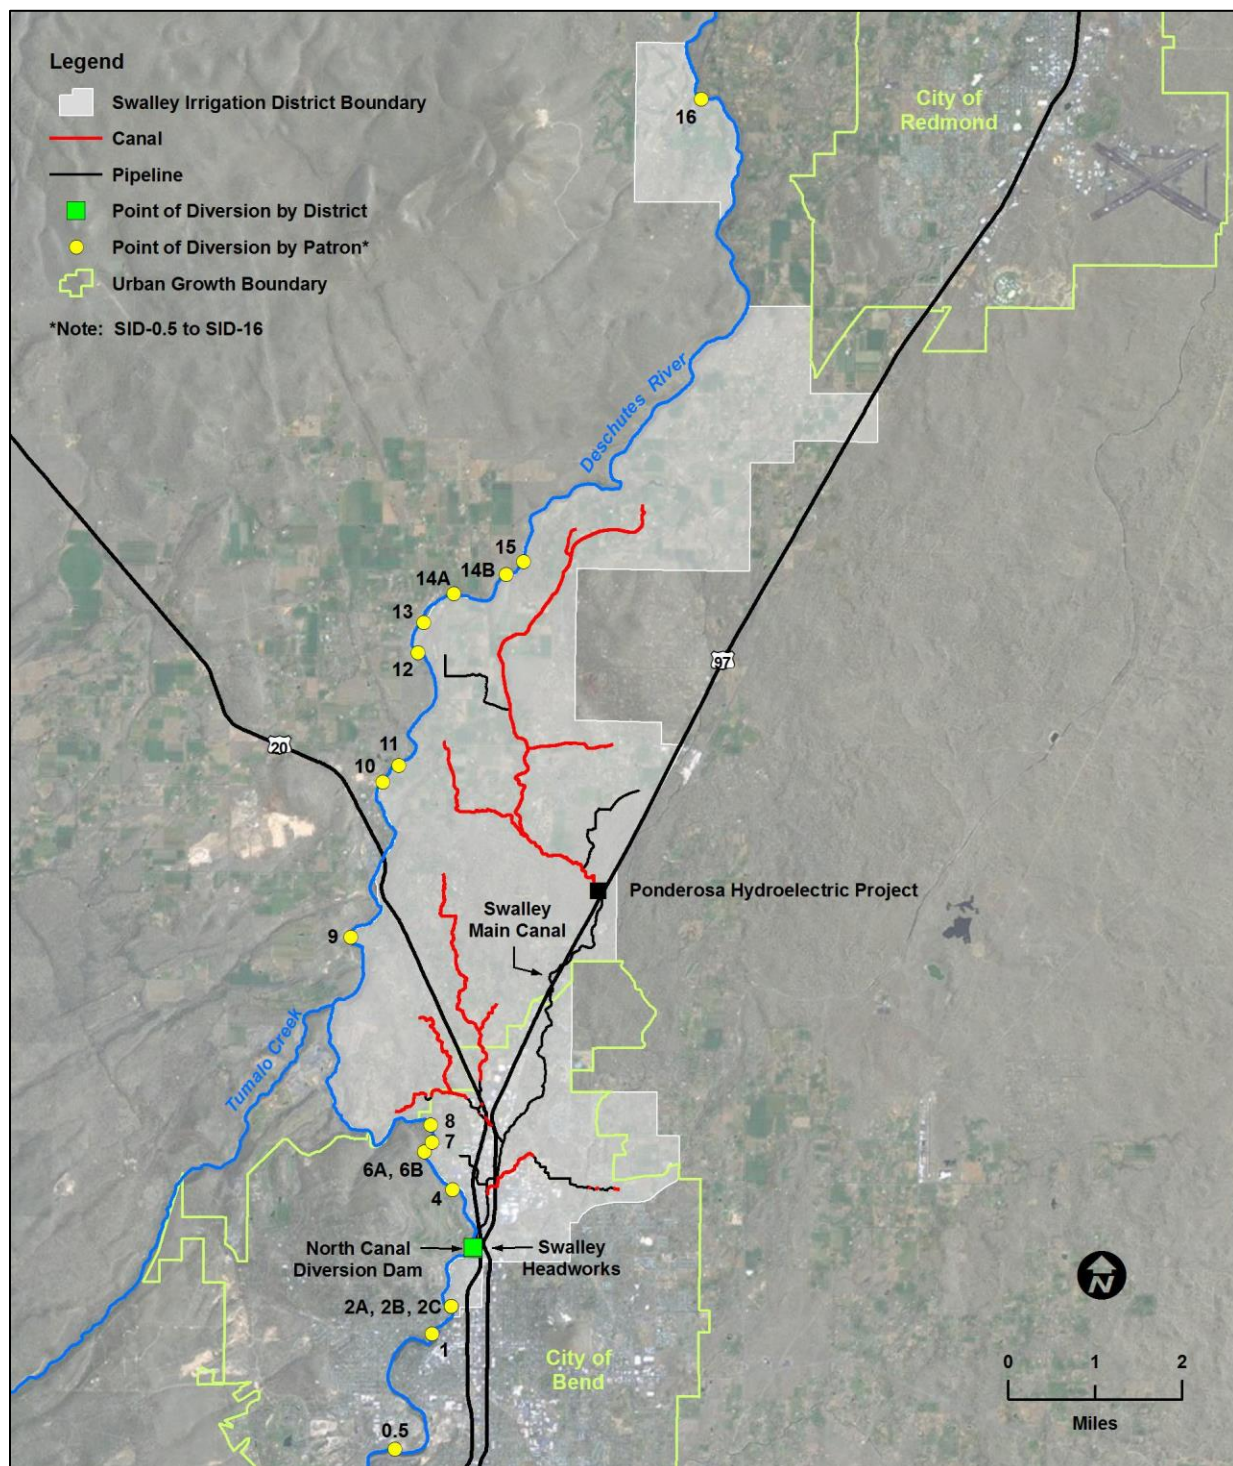 Legend
Swalley Irrigation District Boundary
Canal
Pipeline
Point of Diversion by District
Point of Diversion by Patron*
Urban Growth Boundary
*Note: SID-0.5 to SID-16
16
City of
Redmond
Deschutes River
15
14B
14A
13
12
97
20
11
10
Ponderosa Hydroelectric Project
Swalley
Main Canal
9
Tumalo Creek
8
7
6A, 6B
4
North Canal
Diversion Dam
Swalley
Headworks
2A, 2B, 2C
1
City of
Bend
0.5
N
0 1 2
Miles